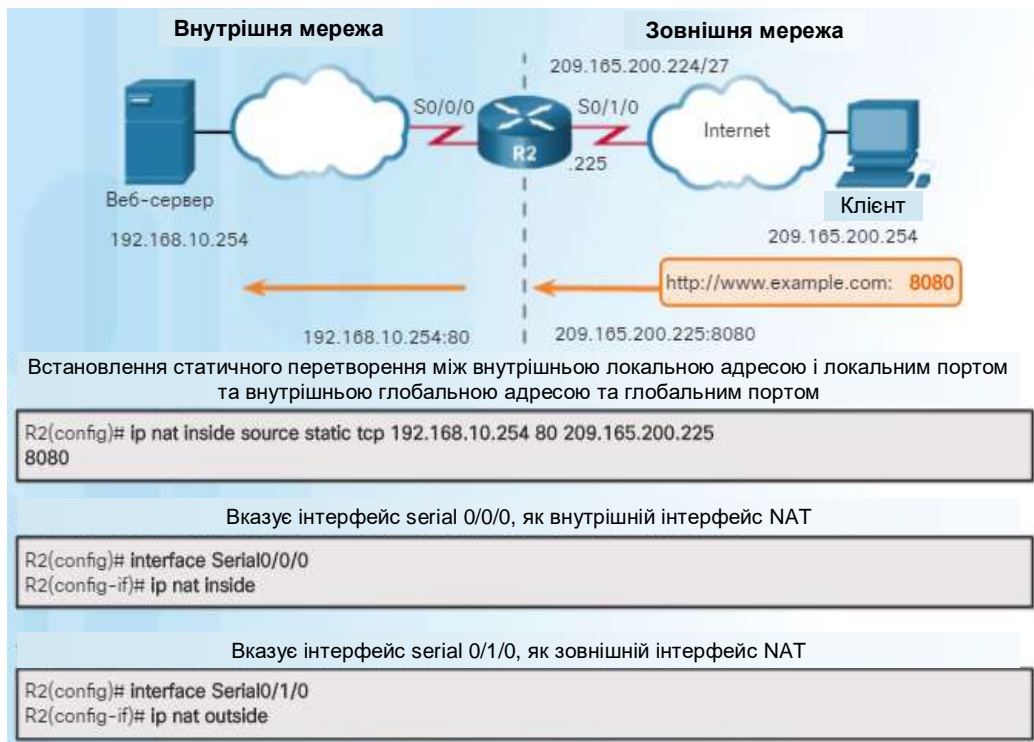 Внутрішня мережа
Зовнішня мережа
209.165.200.224/27
S0/0/0
S0/1/0
Internet
R2
.225
Веб-сервер
Клієнт
192.168.10.254
209.165.200.254
http://www.example.com: 8080
192.168.10.254:80
209.165.200.225:8080
Встановлення статичного перетворення між внутрішньою локальною адресою і локальним портом
та внутрішньою глобальною адресою та глобальним портом
R2(config)# ip nat inside source static tcp 192.168.10.254 80 209.165.200.225
8080
Вказує інтерфейс serial 0/0/0, як внутрішній інтерфейс NAT
R2(config)# interface Serial0/0/0
R2(config-if)# ip nat inside
Вказує інтерфейс serial 0/1/0, як зовнішній інтерфейс NAT
R2(config)# interface Serial0/1/0
R2(config-if)# ip nat outside